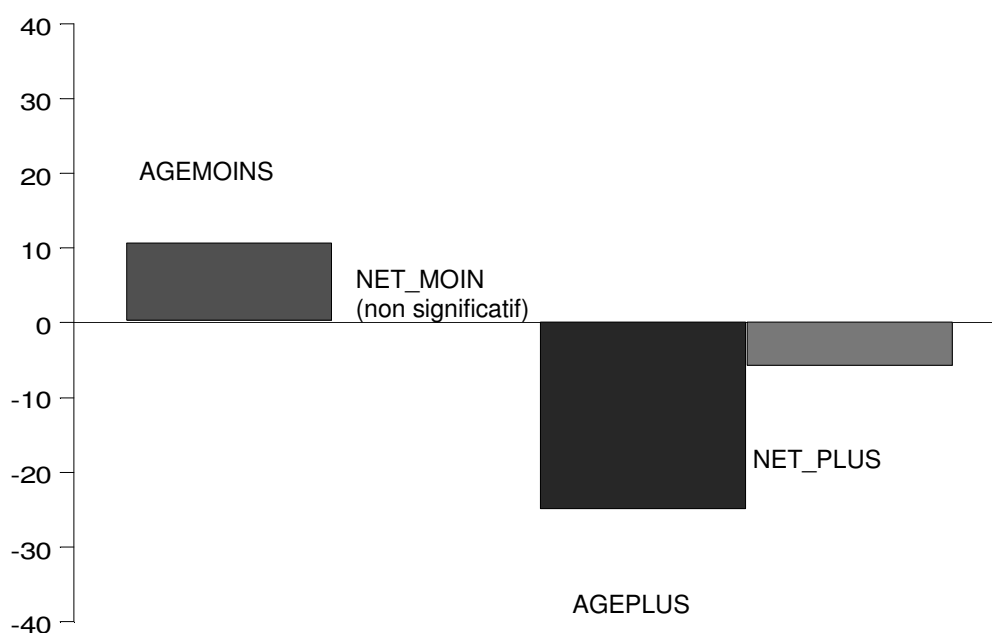 40
30
20
AGEMOINS
10
NET_MOIN
(non significatif)
0
-10
NET_PLUS
-20
-30
AGEPLUS
-40